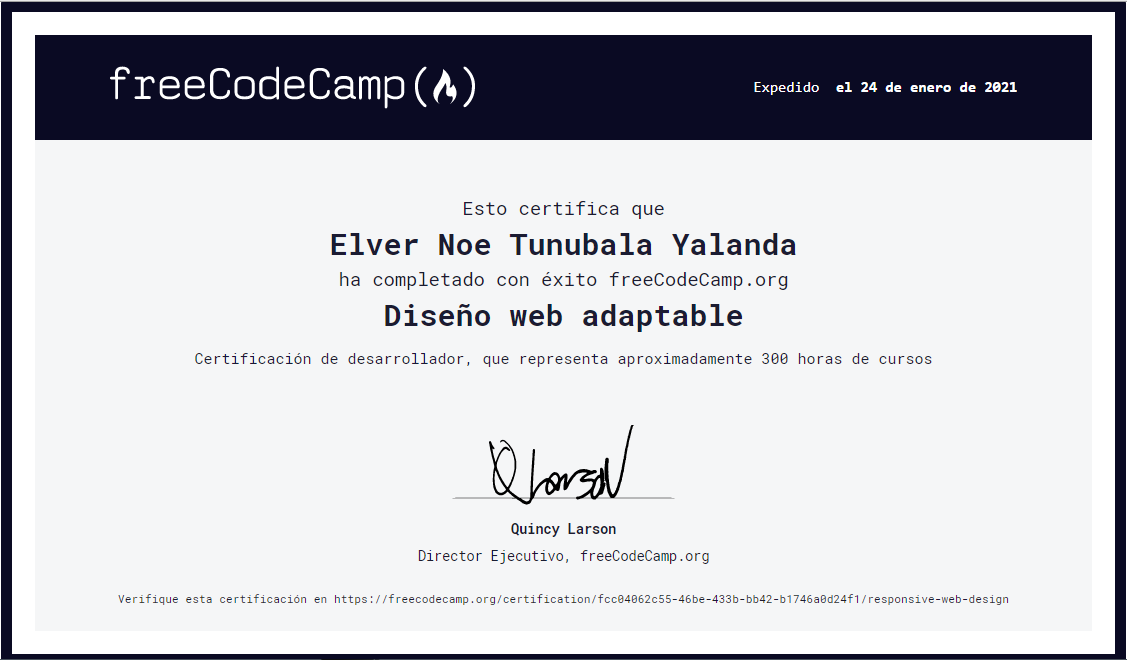 freeCodeCamp
Expedido el 24 de enero de 2021
Esto certifica que
Elver Noe Tunubala Yalanda
ha completado con éxito freeCodeCamp.org
Diseño web adaptable
Certificación de desarrollador, que representa aproximadamente 300 horas de cursos
QLarson
Quincy Larson
Director Ejecutivo, freeCodeCamp.org
Verifique esta certificación en https://freecodecamp.org/certification/fcc04062c55-46be-433b-bb42-b1746a0d24f1/responsive-web-design